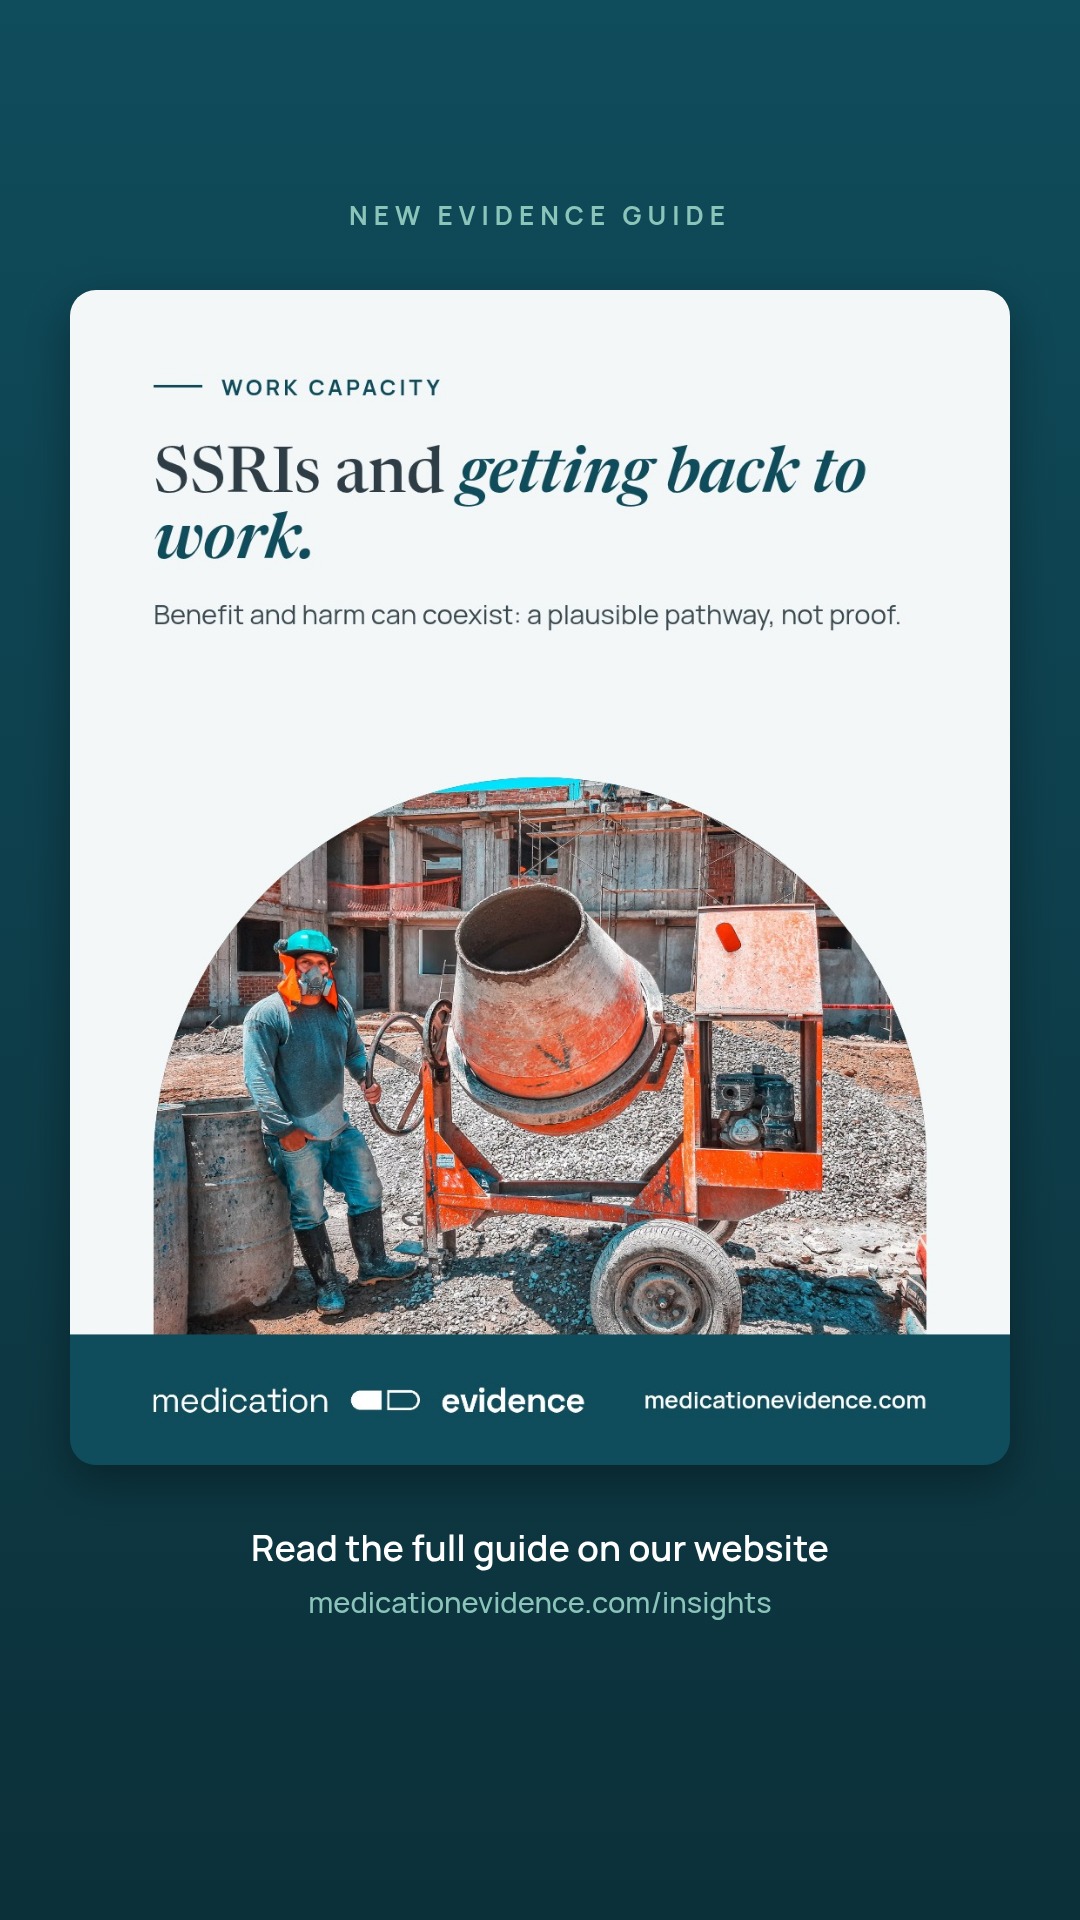 NEW EVIDENCE GUIDE
WORK CAPACITY
SSRIs and getting back to
work.
Benefit and harm can coexist: a plausible pathway, not proof.
medication evidence
medicationevidence.com
Read the full guide on our website
medicationevidence.com/insights